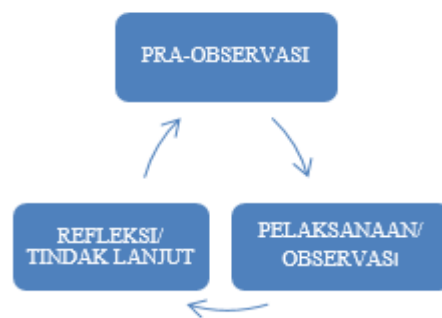 PRA-OBSERVASI
REFLEKSI/
TINDAK LANJUT
PELAKSANAAN/
OBSERVASI